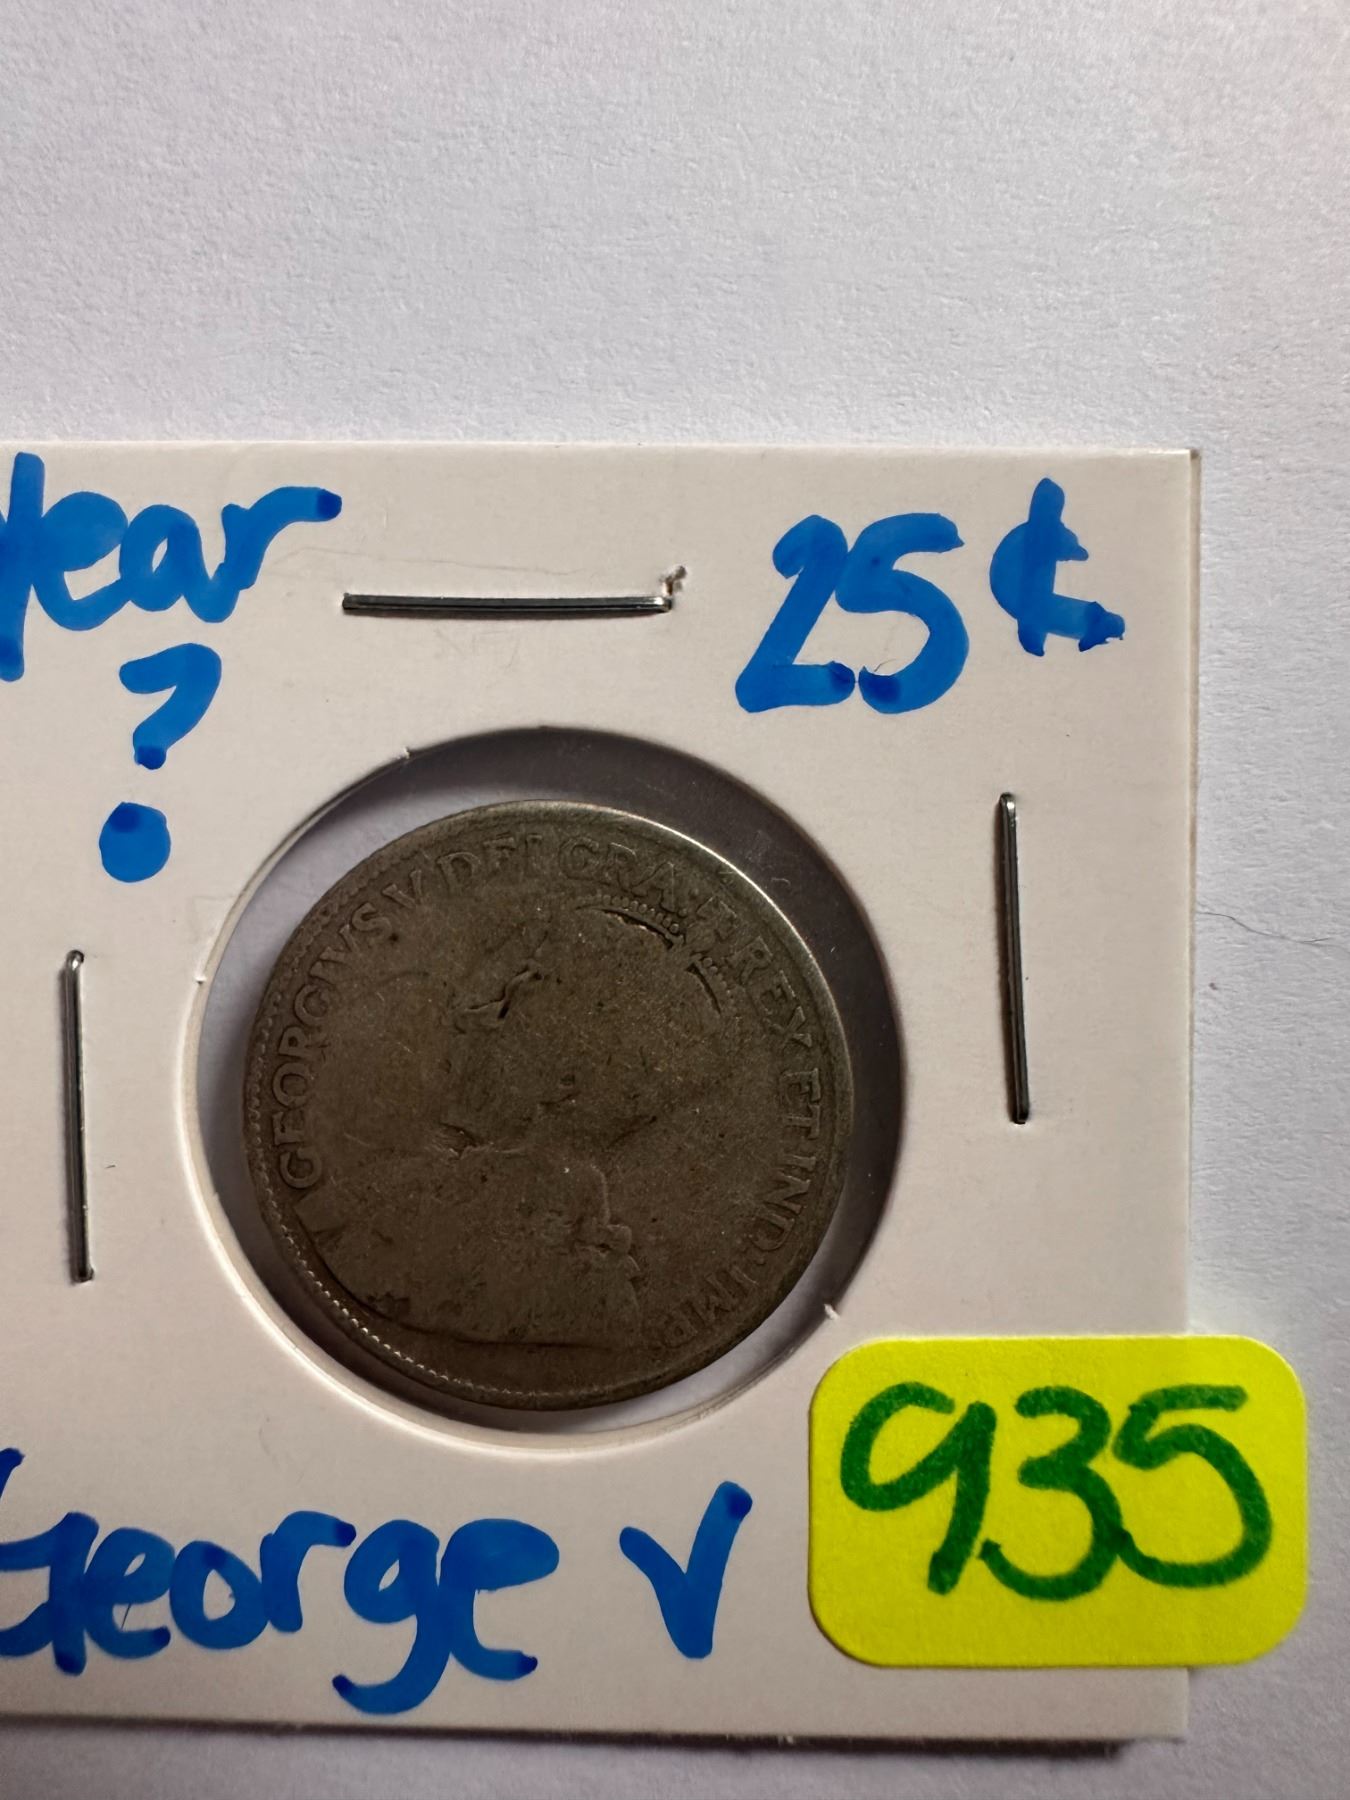 Year
?
25¢
GEORGIVS V DEI GRA: REX ET IND: IMP:
George V
935